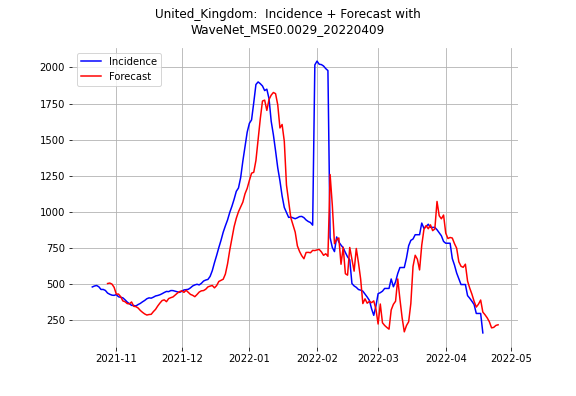 United_Kingdom:  Incidence + Forecast with
WaveNet_MSE0.0029_20220409
Incidence
Forecast
2000
1750
1500
1250
1000
750
500
250
2021-11 2021-12 2022-01 2022-02 2022-03 2022-04 2022-05